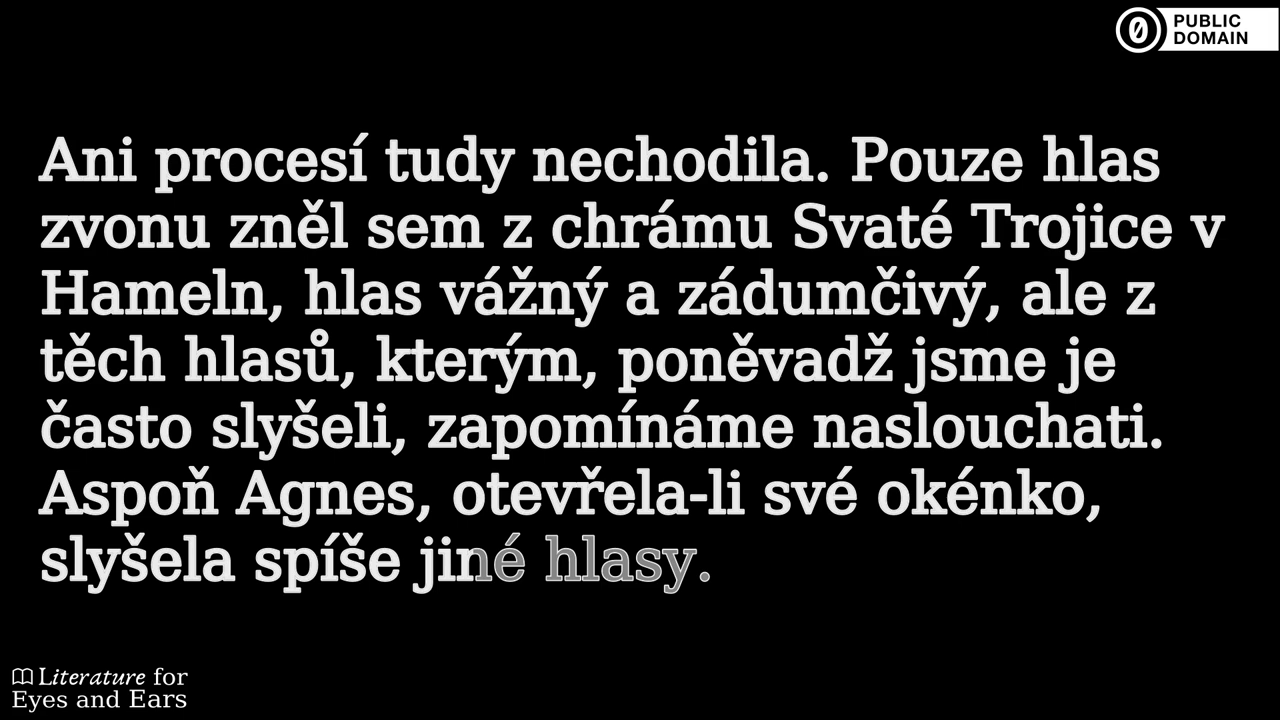 PUBLIC
DOMAIN
Ani procesí tudy nechodila. Pouze hlas
zvonu zněl sem z chrámu Svaté Trojice v
Hameln, hlas vážný a zádumčivý, ale z
těch hlasů, kterým, poněvadž jsme je
často slyšeli, zapomínáme naslouchati.
Aspoň Agnes, otevřela-li své okénko,
slyšela spíše jiné hlasy.
Literature for
Eyes and Ears